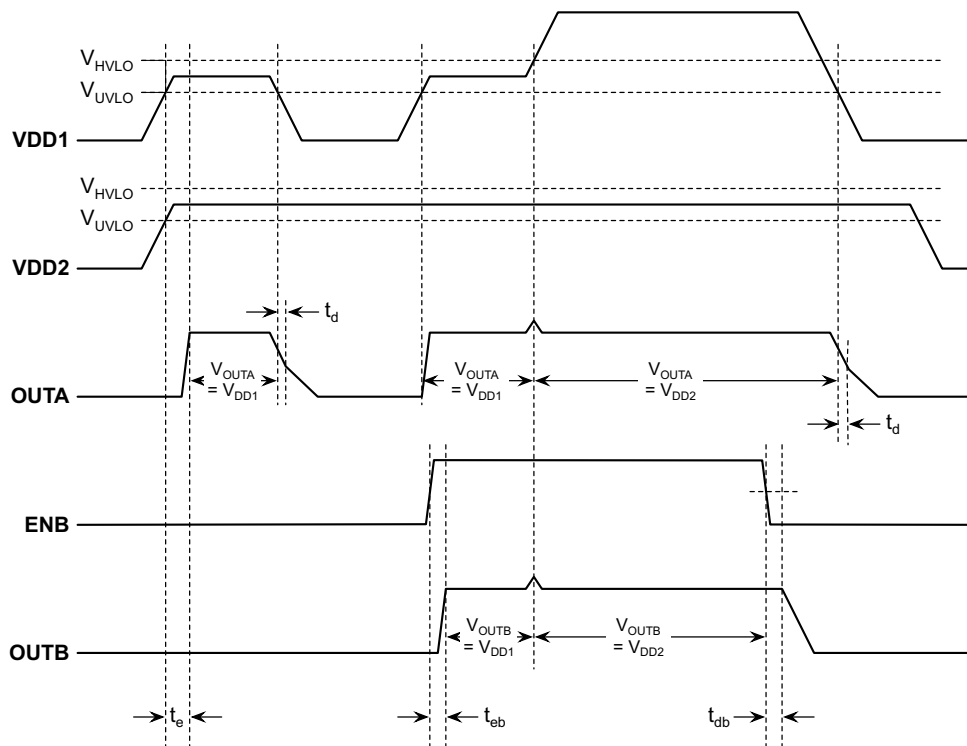 VHVLO
VUVLO
VDD1
VHVLO
VUVLO
VDD2
td
VOUTA
= VDD1
VOUTA
= VDD1
VOUTA
= VDD2
OUTA
td
ENB
VOUTB
= VDD1
VOUTB
= VDD2
OUTB
te
teb
tdb